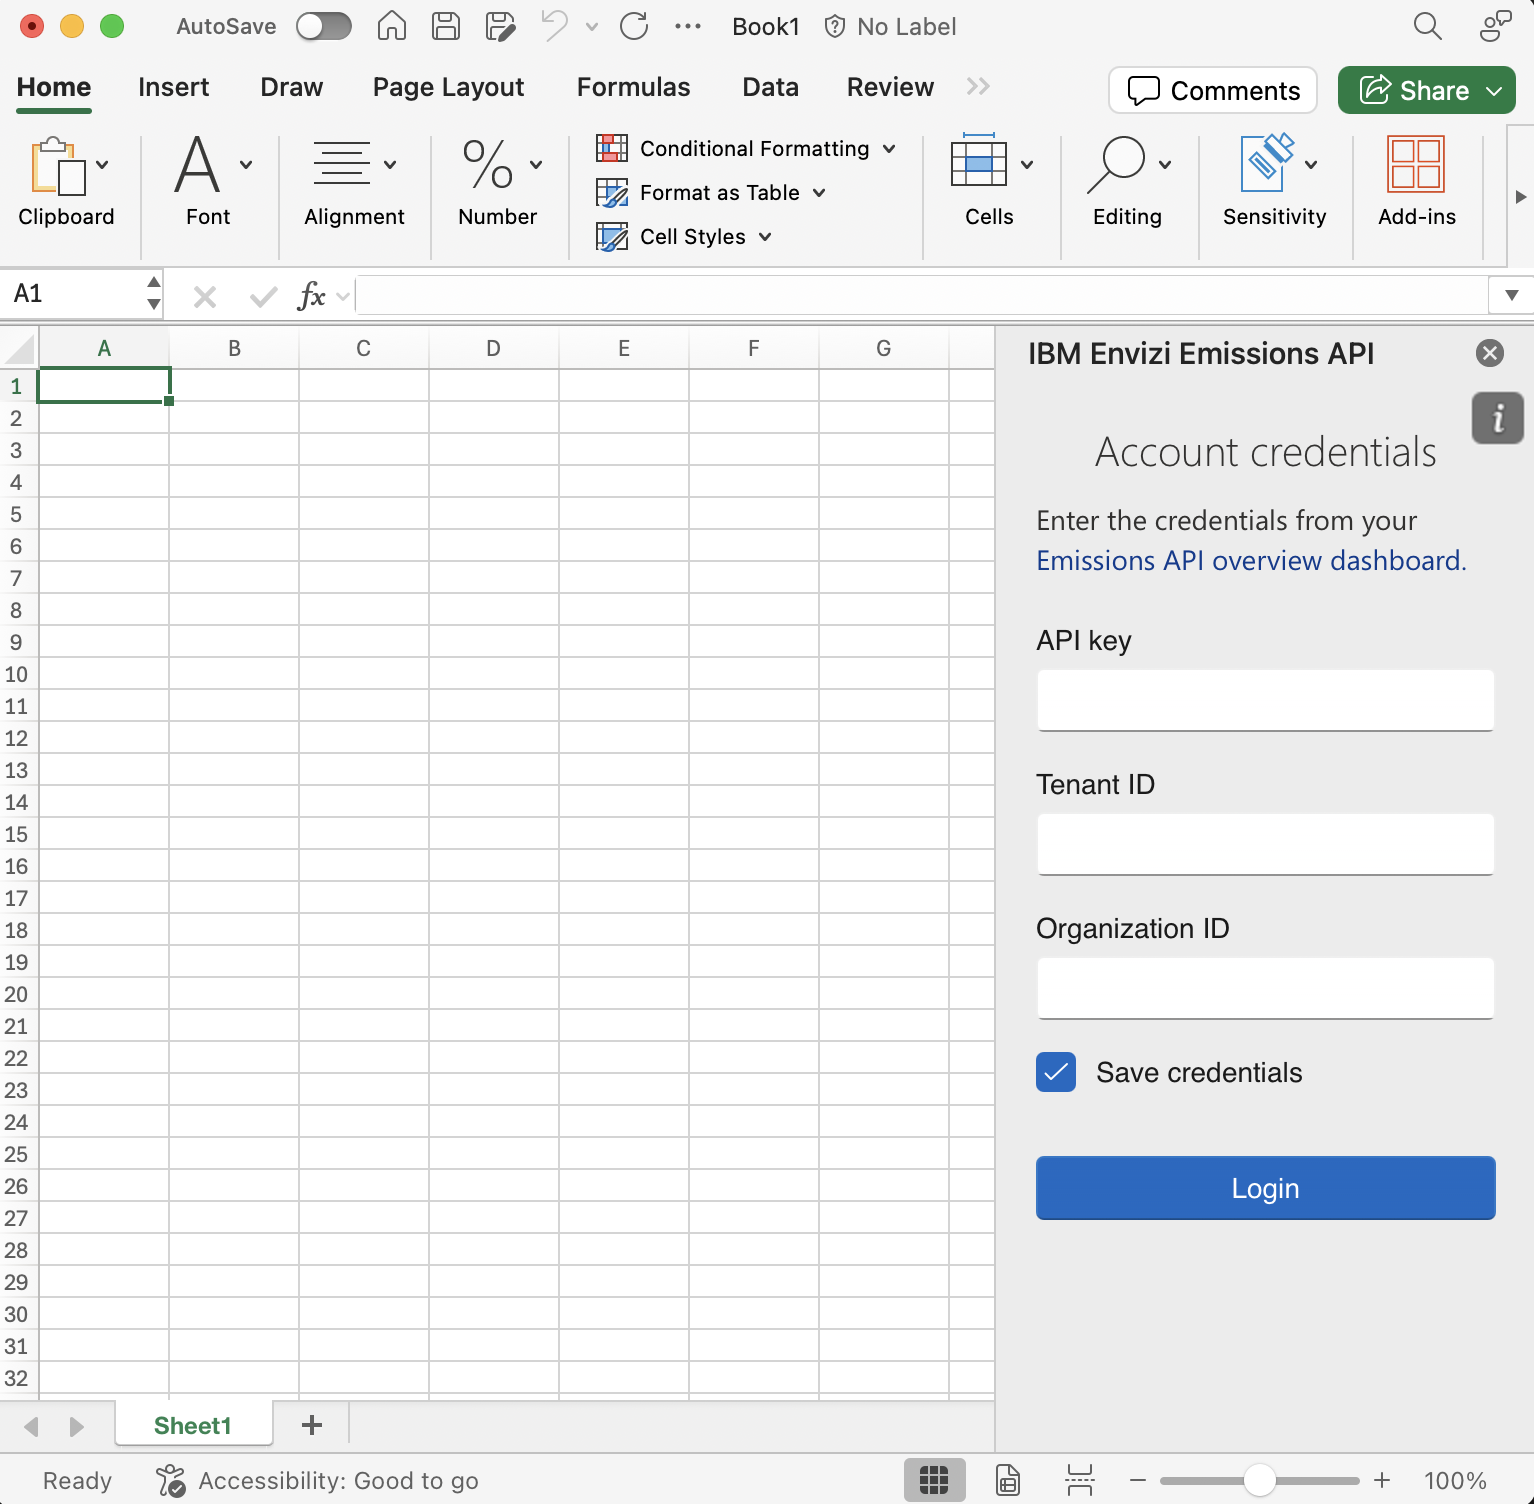 AutoSave Book1 No Label
Home Insert Draw Page Layout Formulas Data Review Comments Share
Clipboard Font Alignment Number
Conditional Formatting
Format as Table
Cell Styles
Cells Editing Sensitivity Add-ins
A1 fx
A B C D E F G
1
2
3
4
5
6
7
8
9
10
11
12
13
14
15
16
17
18
19
20
21
22
23
24
25
26
27
28
29
30
31
32
IBM Envizi Emissions API
i
Account credentials
Enter the credentials from your
Emissions API overview dashboard.
API key
Tenant ID
Organization ID
Save credentials
Login
Sheet1
Ready Accessibility: Good to go 100%